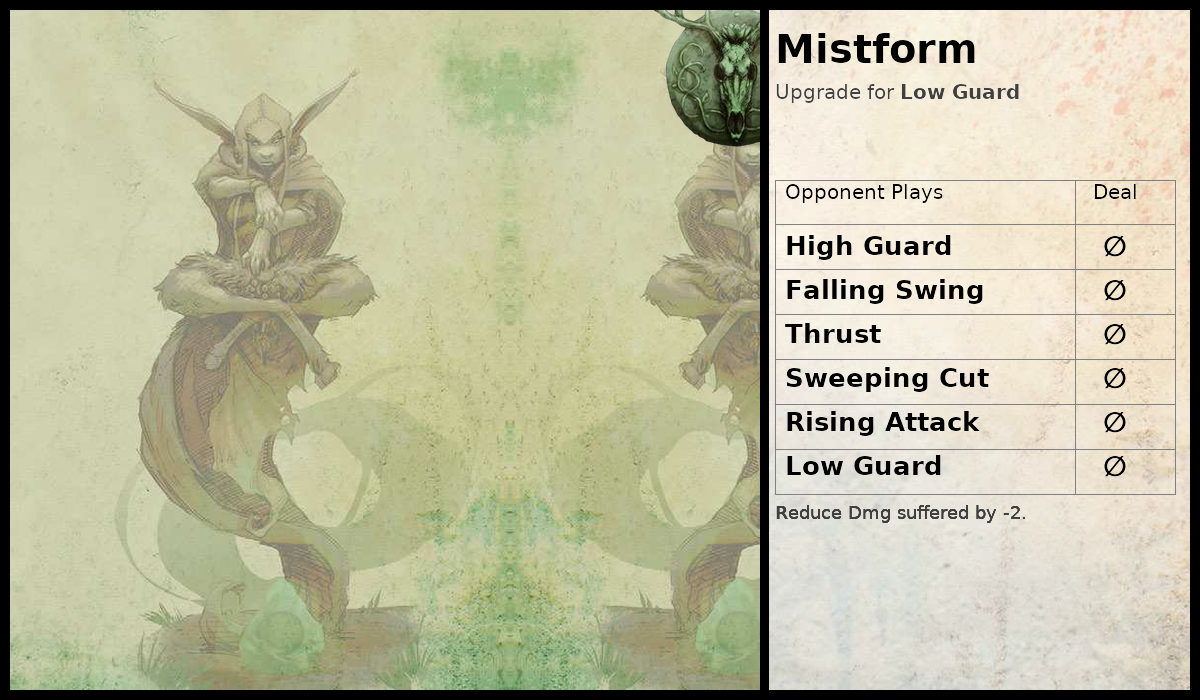 Mistform
Upgrade for Low Guard
Opponent Plays Deal
High Guard ∅
Falling Swing ∅
Thrust ∅
Sweeping Cut ∅
Rising Attack ∅
Low Guard ∅
Reduce Dmg suffered by -2.